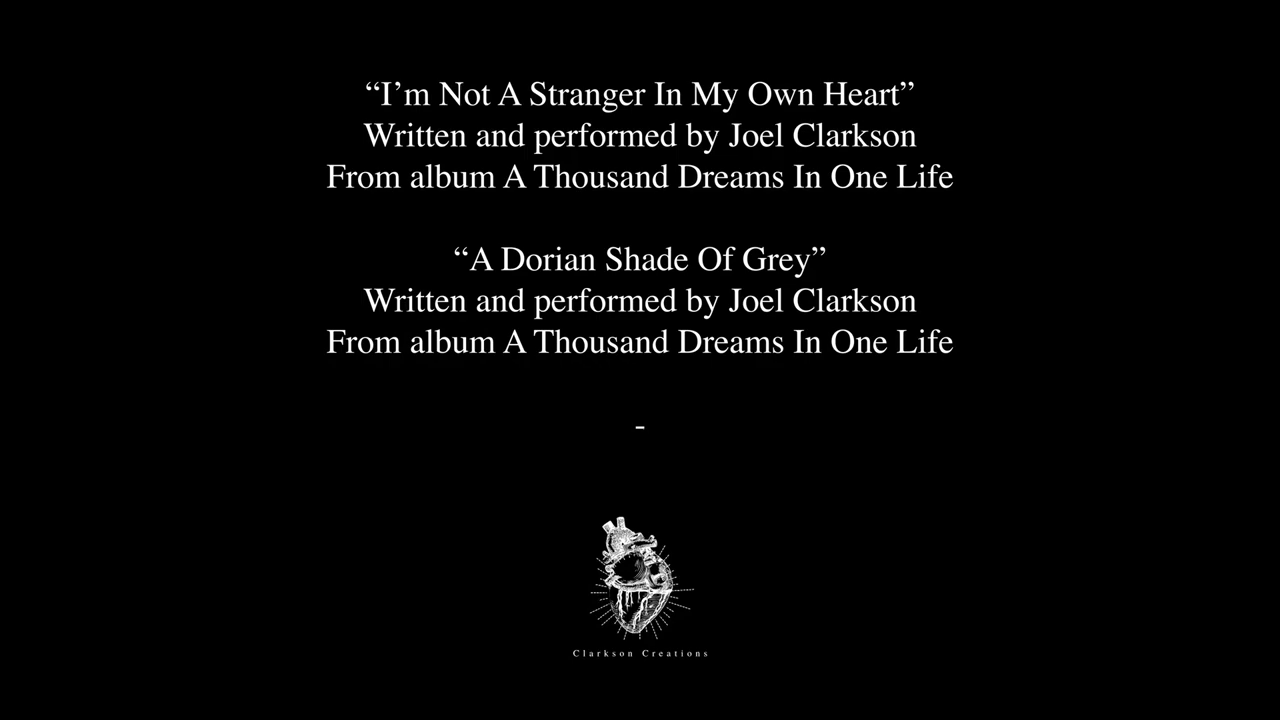 “I’m Not A Stranger In My Own Heart”
Written and performed by Joel Clarkson
From album A Thousand Dreams In One Life
“A Dorian Shade Of Grey”
Written and performed by Joel Clarkson
From album A Thousand Dreams In One Life
-
Clarkson Creations